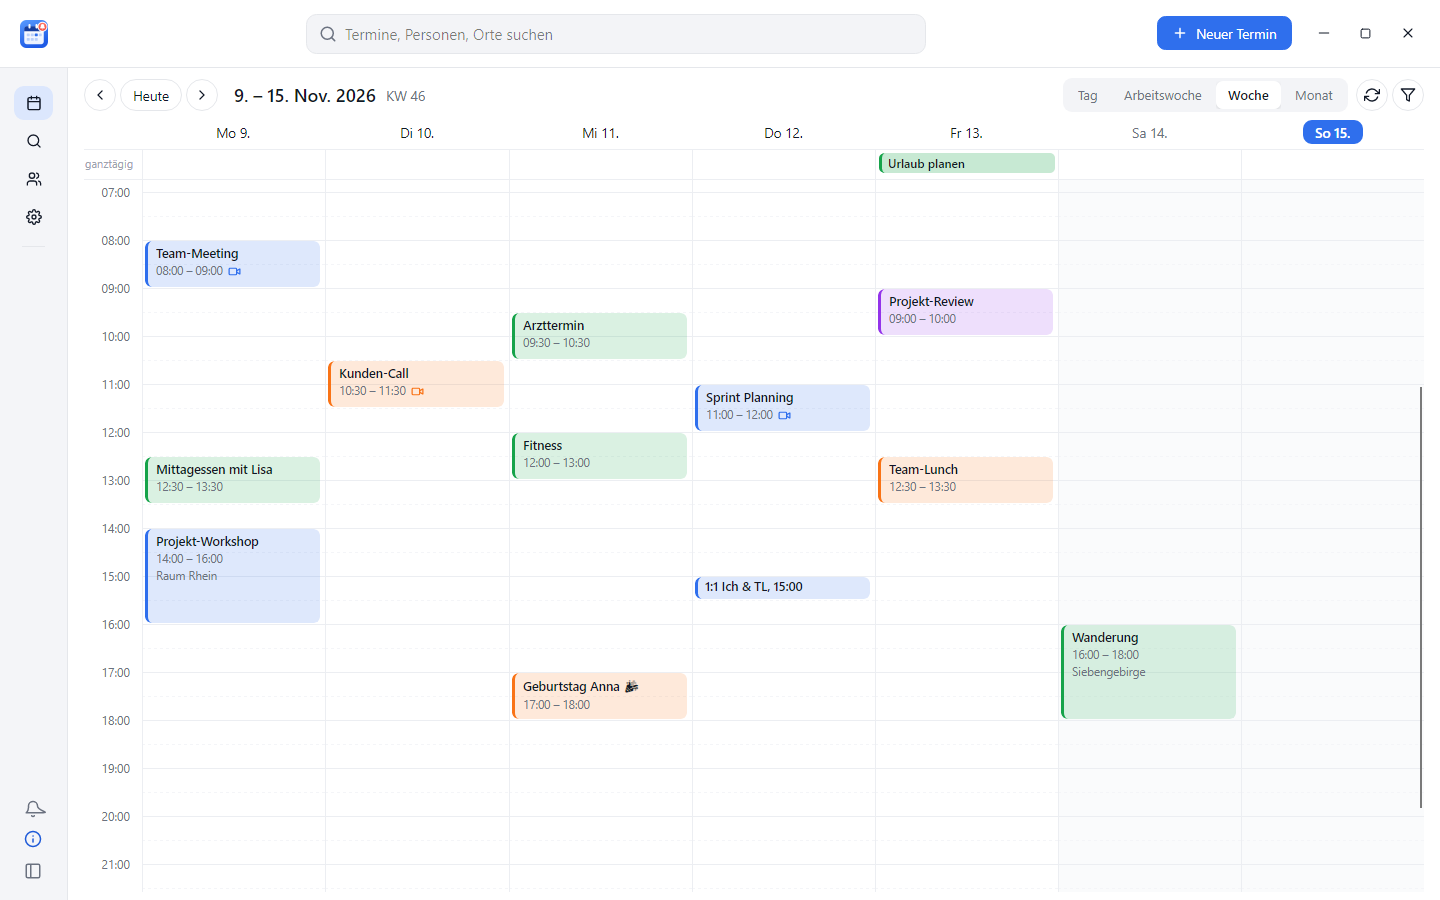 Termine, Personen, Orte suchen
Neuer Termin
Heute
9. – 15. Nov. 2026 KW 46
Tag Arbeitswoche Woche Monat
Mo 9. Di 10. Mi 11. Do 12. Fr 13. Sa 14. So 15.
ganztägig
Urlaub planen
07:00
08:00
Team-Meeting
08:00 – 09:00
09:00
Projekt-Review
09:00 – 10:00
Arzttermin
09:30 – 10:30
10:00
Kunden-Call
10:30 – 11:30
11:00
Sprint Planning
11:00 – 12:00
12:00
Fitness
12:00 – 13:00
Mittagessen mit Lisa
12:30 – 13:30
Team-Lunch
12:30 – 13:30
13:00
14:00
Projekt-Workshop
14:00 – 16:00
Raum Rhein
15:00
1:1 Ich & TL, 15:00
16:00
Wanderung
16:00 – 18:00
Siebengebirge
17:00
Geburtstag Anna 🎉
17:00 – 18:00
18:00
19:00
20:00
21:00